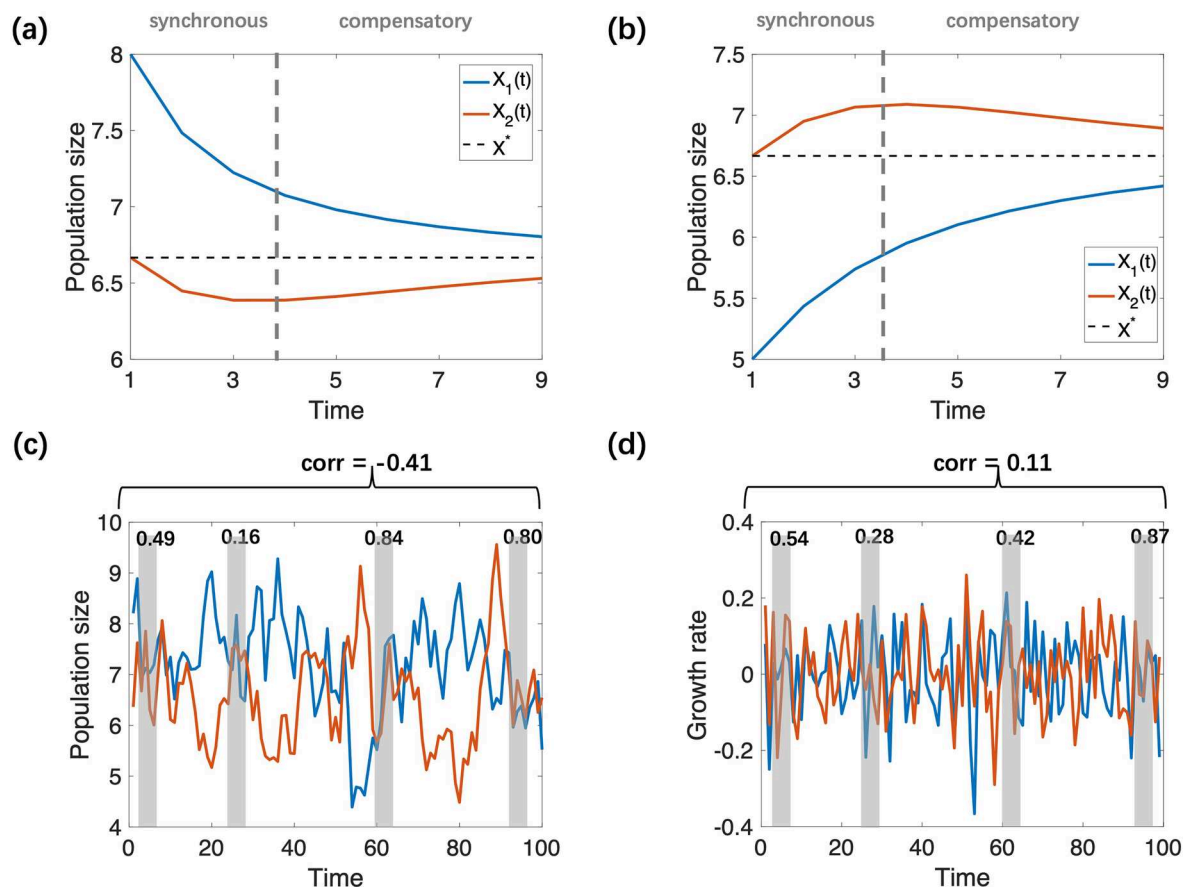 (a)
synchronous compensatory
8
7.5
7
6.5
6
Population size
X1(t)
X2(t)
X*
1 3 5 7 9
Time
(b)
synchronous compensatory
7.5
7
6.5
6
5.5
5
Population size
X1(t)
X2(t)
X*
1 3 5 7 9
Time
(c)
corr = -0.41
0.49 0.16 0.84 0.80
10
9
8
7
6
5
4
Population size
0 20 40 60 80 100
Time
(d)
corr = 0.11
0.54 0.28 0.42 0.87
0.4
0.2
0
-0.2
-0.4
Growth rate
0 20 40 60 80 100
Time